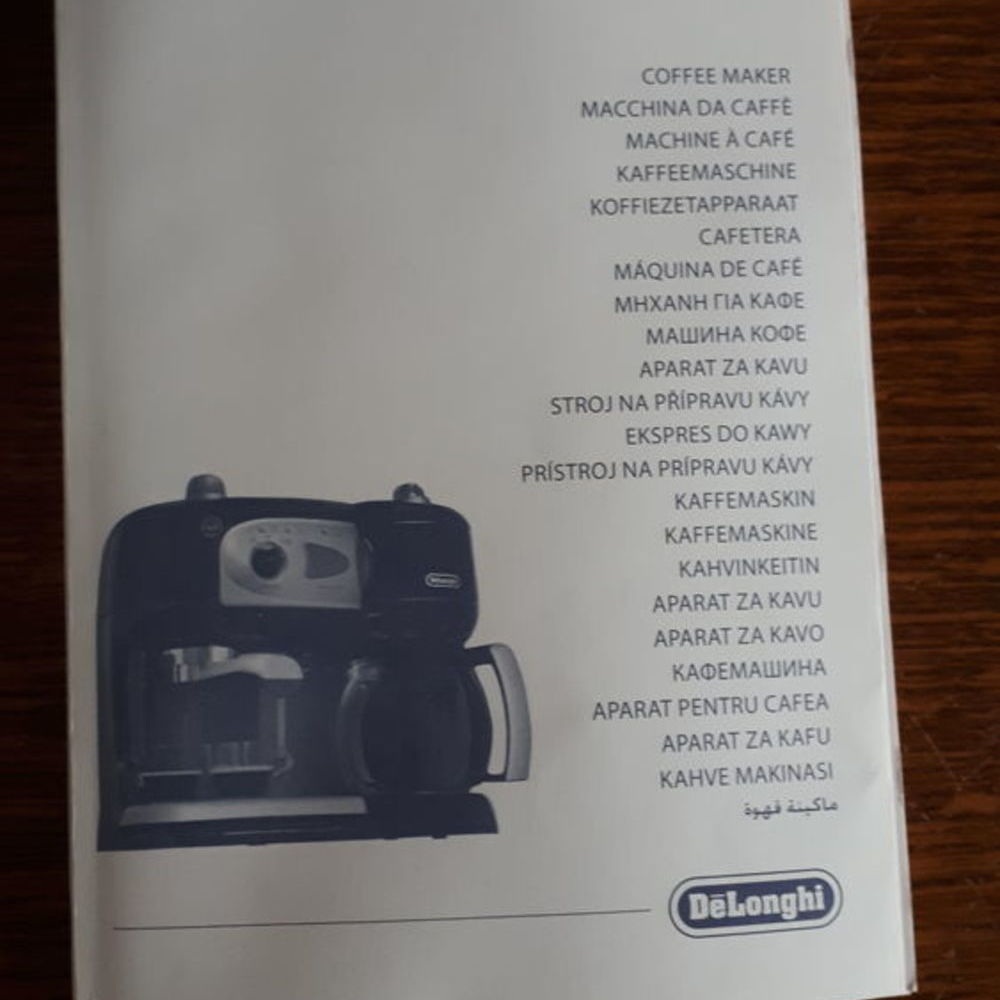 COFFEE MAKER
MACCHINA DA CAFFÈ
MACHINE À CAFÉ
KAFFEEMASCHINE
KOFFIEZETAPPARAAT
CAFETERA
MÁQUINA DE CAFÉ
ΜΗΧΑΝΗ ΓΙΑ ΚΑΦΕ
МАШИНА КОФЕ
APARAT ZA KAVU
STROJ NA PŘÍPRAVU KÁVY
EKSPRES DO KAWY
PRÍSTROJ NA PRÍPRAVU KÁVY
KAFFEMASKIN
KAFFEMASKINE
KAHVINKEITIN
APARAT ZA KAVU
APARAT ZA KAVO
КАФЕМАШИНА
APARAT PENTRU CAFEA
APARAT ZA KAFU
KAHVE MAKINASI
ماكينة قهوة
DēLonghi